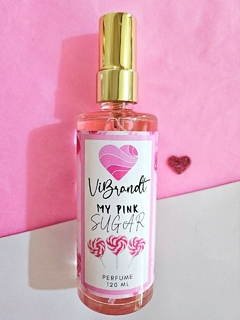 ViBrandt
MY PINK
SUGAR
PERFUME
120 ML